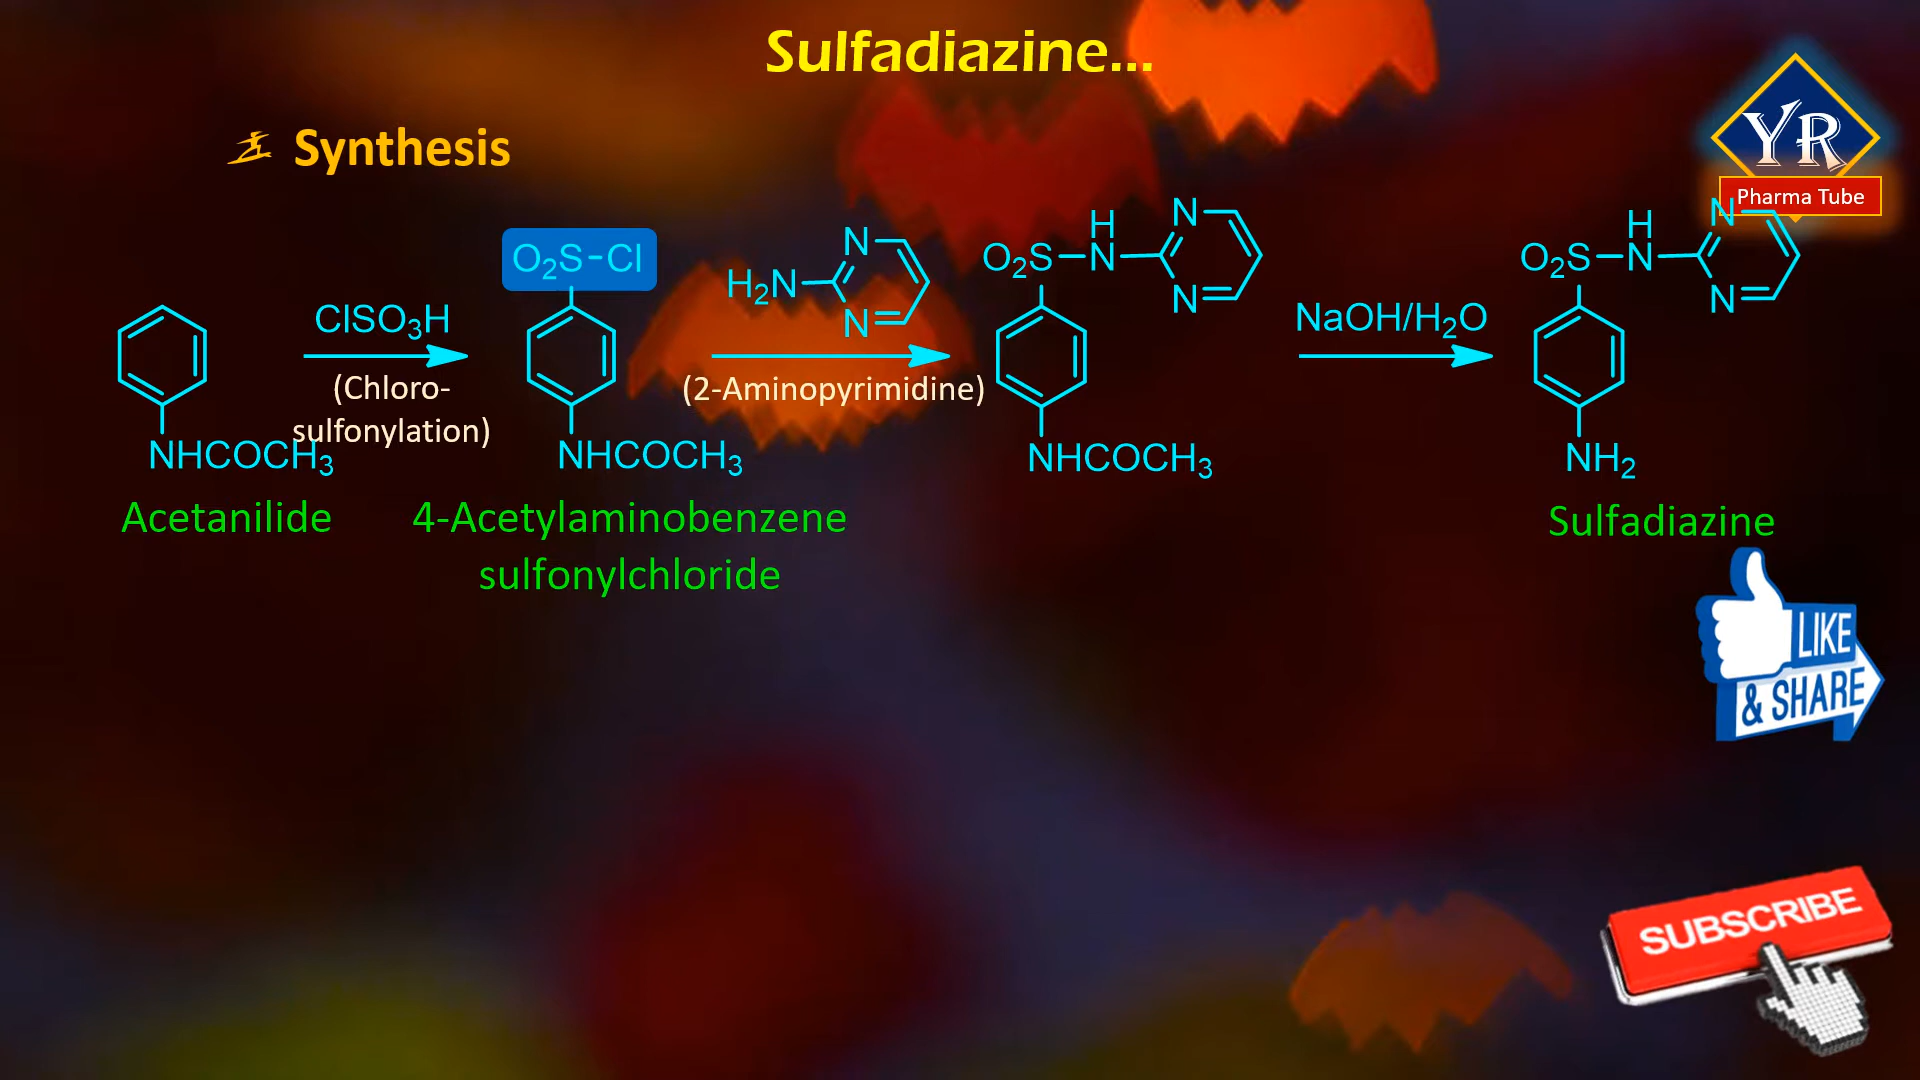 Sulfadiazine...
YR
Pharma Tube
Synthesis
NHCOCH3
Acetanilide
ClSO3H
(Chloro-
sulfonylation)
O2S-Cl
NHCOCH3
4-Acetylaminobenzene
sulfonylchloride
H2N
N
N
(2-Aminopyrimidine)
O2S
H
N
N
N
NHCOCH3
NaOH/H2O
O2S
H
N
N
N
NH2
Sulfadiazine
LIKE
& SHARE
SUBSCRIBE